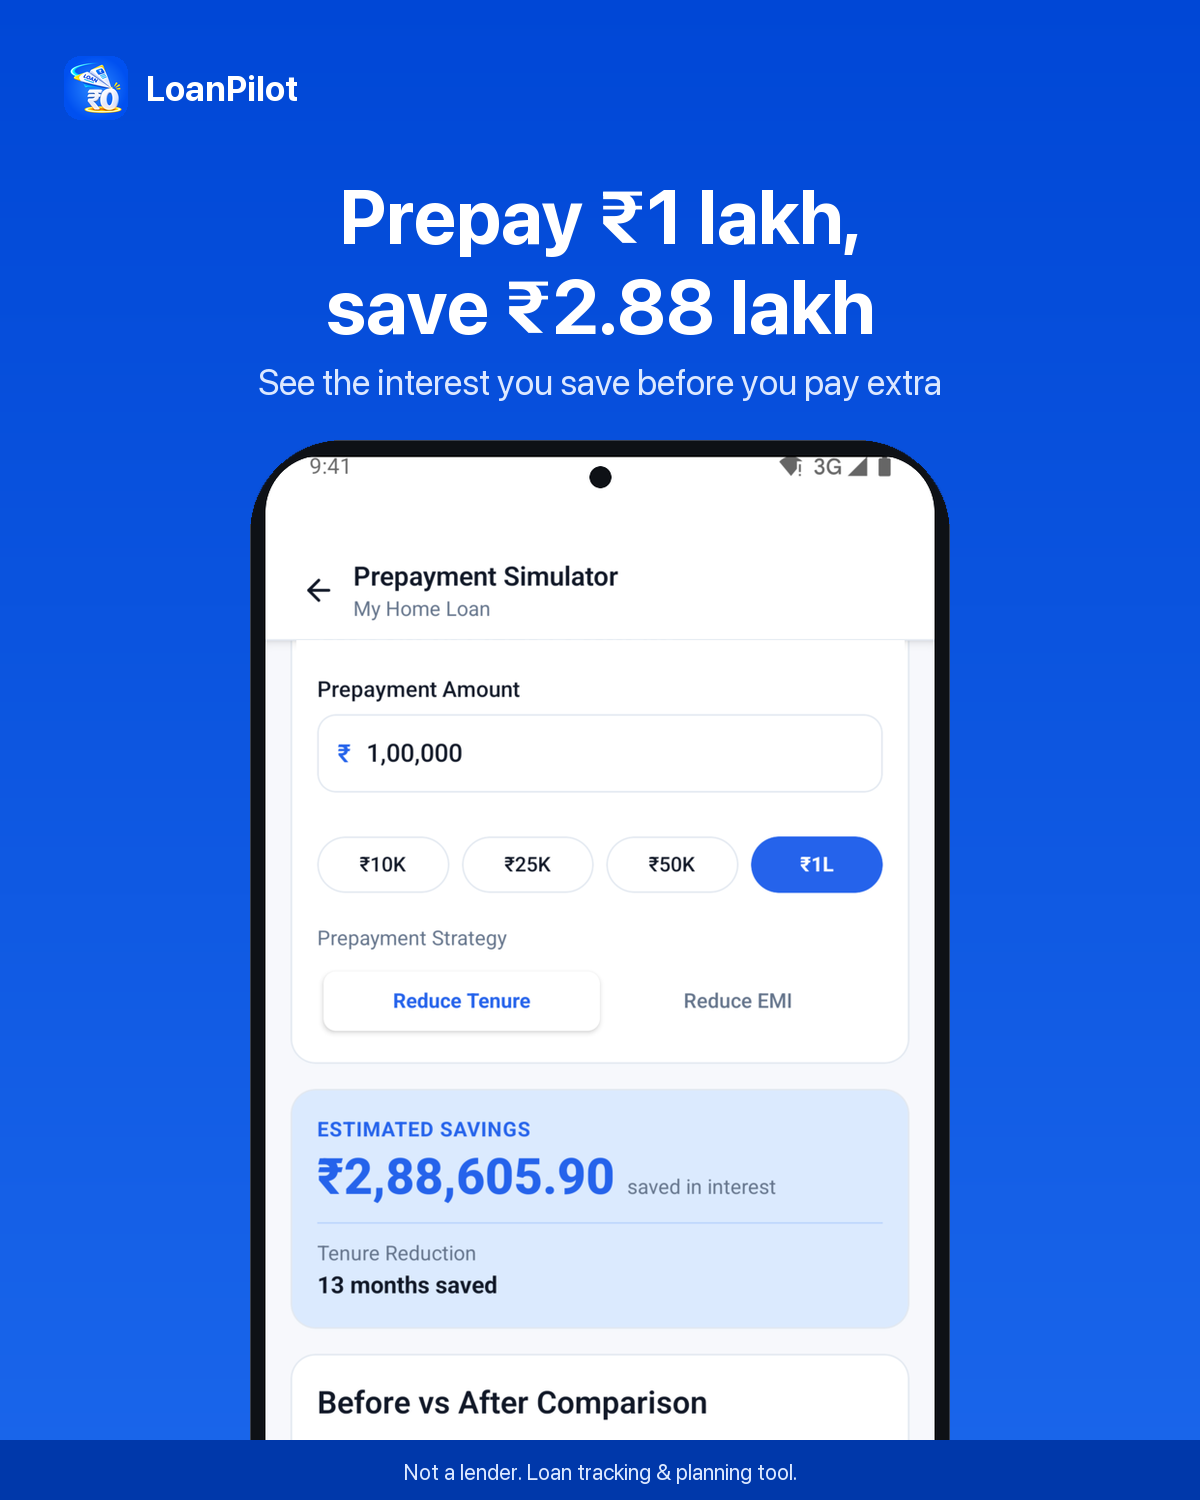 LOAN
₹0
LoanPilot
Prepay ₹1 lakh,
save ₹2.88 lakh
See the interest you save before you pay extra
9:41
3G
Prepayment Simulator
My Home Loan
Prepayment Amount
₹ 1,00,000
₹10K ₹25K ₹50K ₹1L
Prepayment Strategy
Reduce Tenure Reduce EMI
ESTIMATED SAVINGS
₹2,88,605.90 saved in interest
Tenure Reduction
13 months saved
Before vs After Comparison
Not a lender. Loan tracking & planning tool.